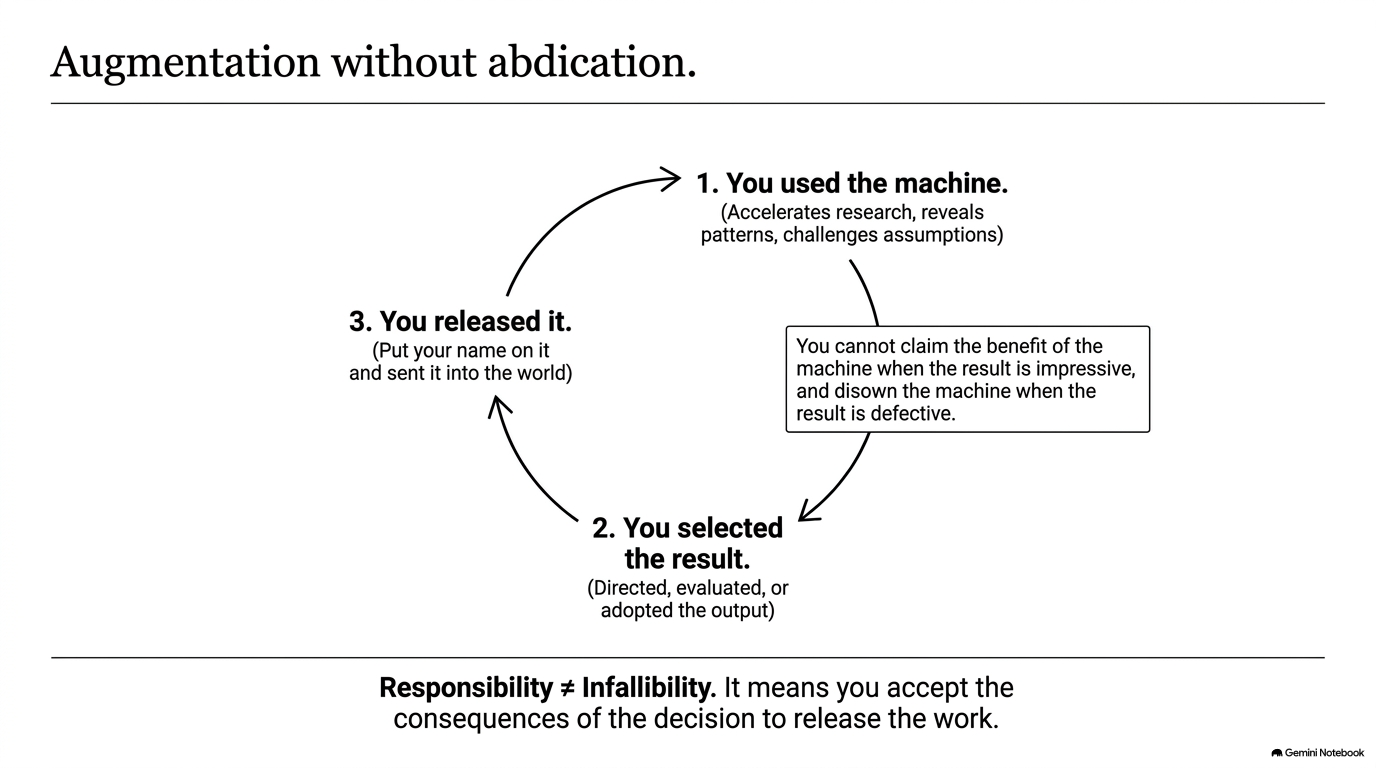 Augmentation without abdication.
1. You used the machine.
(Accelerates research, reveals
patterns, challenges assumptions)
You cannot claim the benefit of the
machine when the result is impressive,
and disown the machine when the
result is defective.
2. You selected
the result.
(Directed, evaluated, or
adopted the output)
3. You released it.
(Put your name on it
and sent it into the world)
Responsibility ≠ Infallibility. It means you accept the
consequences of the decision to release the work.
Gemini Notebook